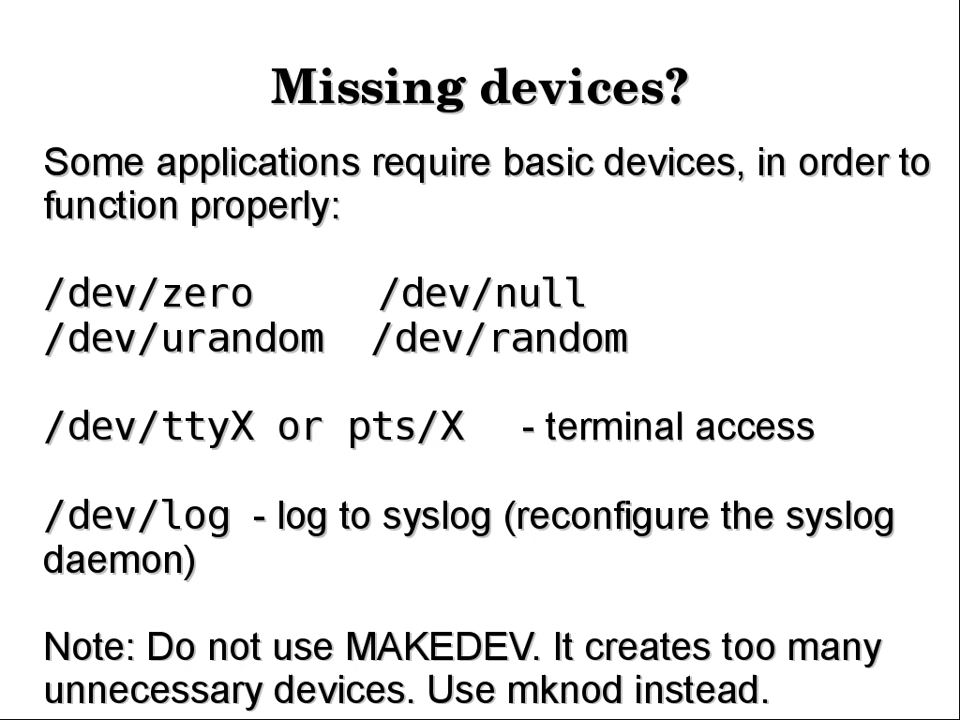 Missing devices?
Some applications require basic devices, in order to
function properly:
/dev/zero /dev/null
/dev/urandom /dev/random
/dev/ttyX or pts/X - terminal access
/dev/log - log to syslog (reconfigure the syslog
daemon)
Note: Do not use MAKEDEV. It creates too many
unnecessary devices. Use mknod instead.